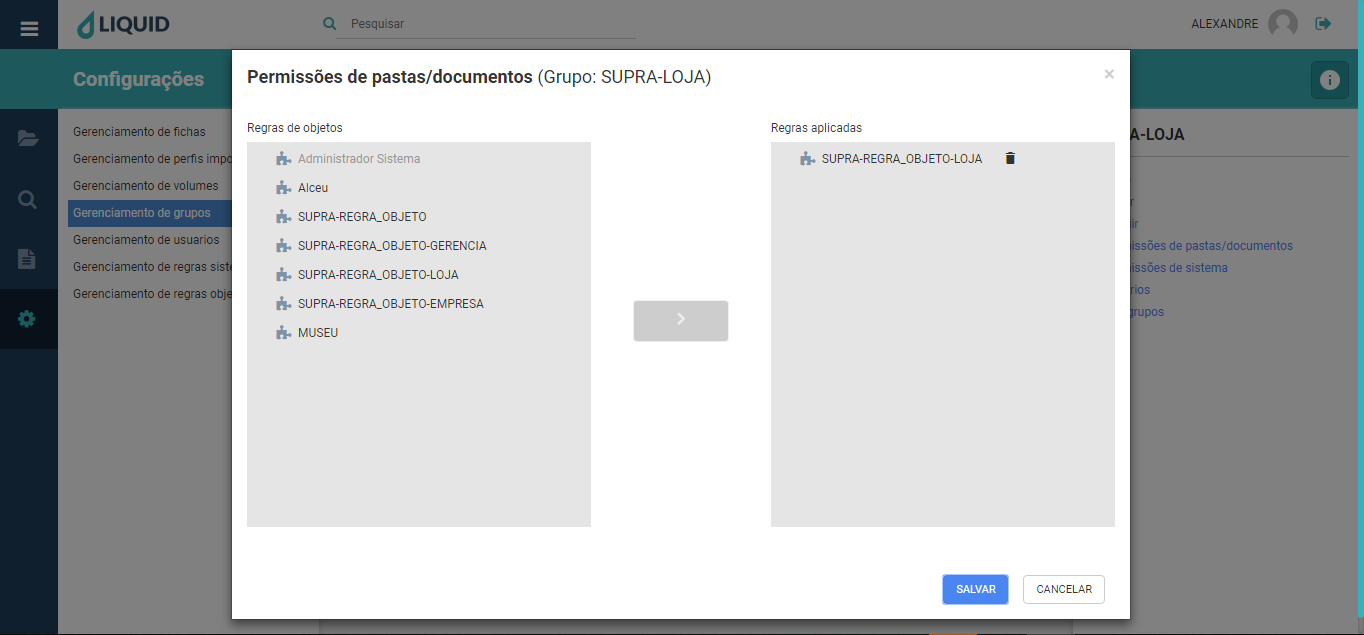 LIQUID
Pesquisar
ALEXANDRE
Configurações
Permissões de pastas/documentos (Grupo: SUPRA-LOJA)
×
Gerenciamento de fichas
Gerenciamento de perfis impo
Gerenciamento de volumes
Gerenciamento de grupos
Gerenciamento de usuarios
Gerenciamento de regras siste
Gerenciamento de regras obje
Regras de objetos
Administrador Sistema
Alceu
SUPRA-REGRA_OBJETO
SUPRA-REGRA_OBJETO-GERENCIA
SUPRA-REGRA_OBJETO-LOJA
SUPRA-REGRA_OBJETO-EMPRESA
MUSEU
Regras aplicadas
SUPRA-REGRA_OBJETO-LOJA
SALVAR
CANCELAR
A-LOJA
r
ir
issões de pastas/documentos
issões de sistema
rios
grupos